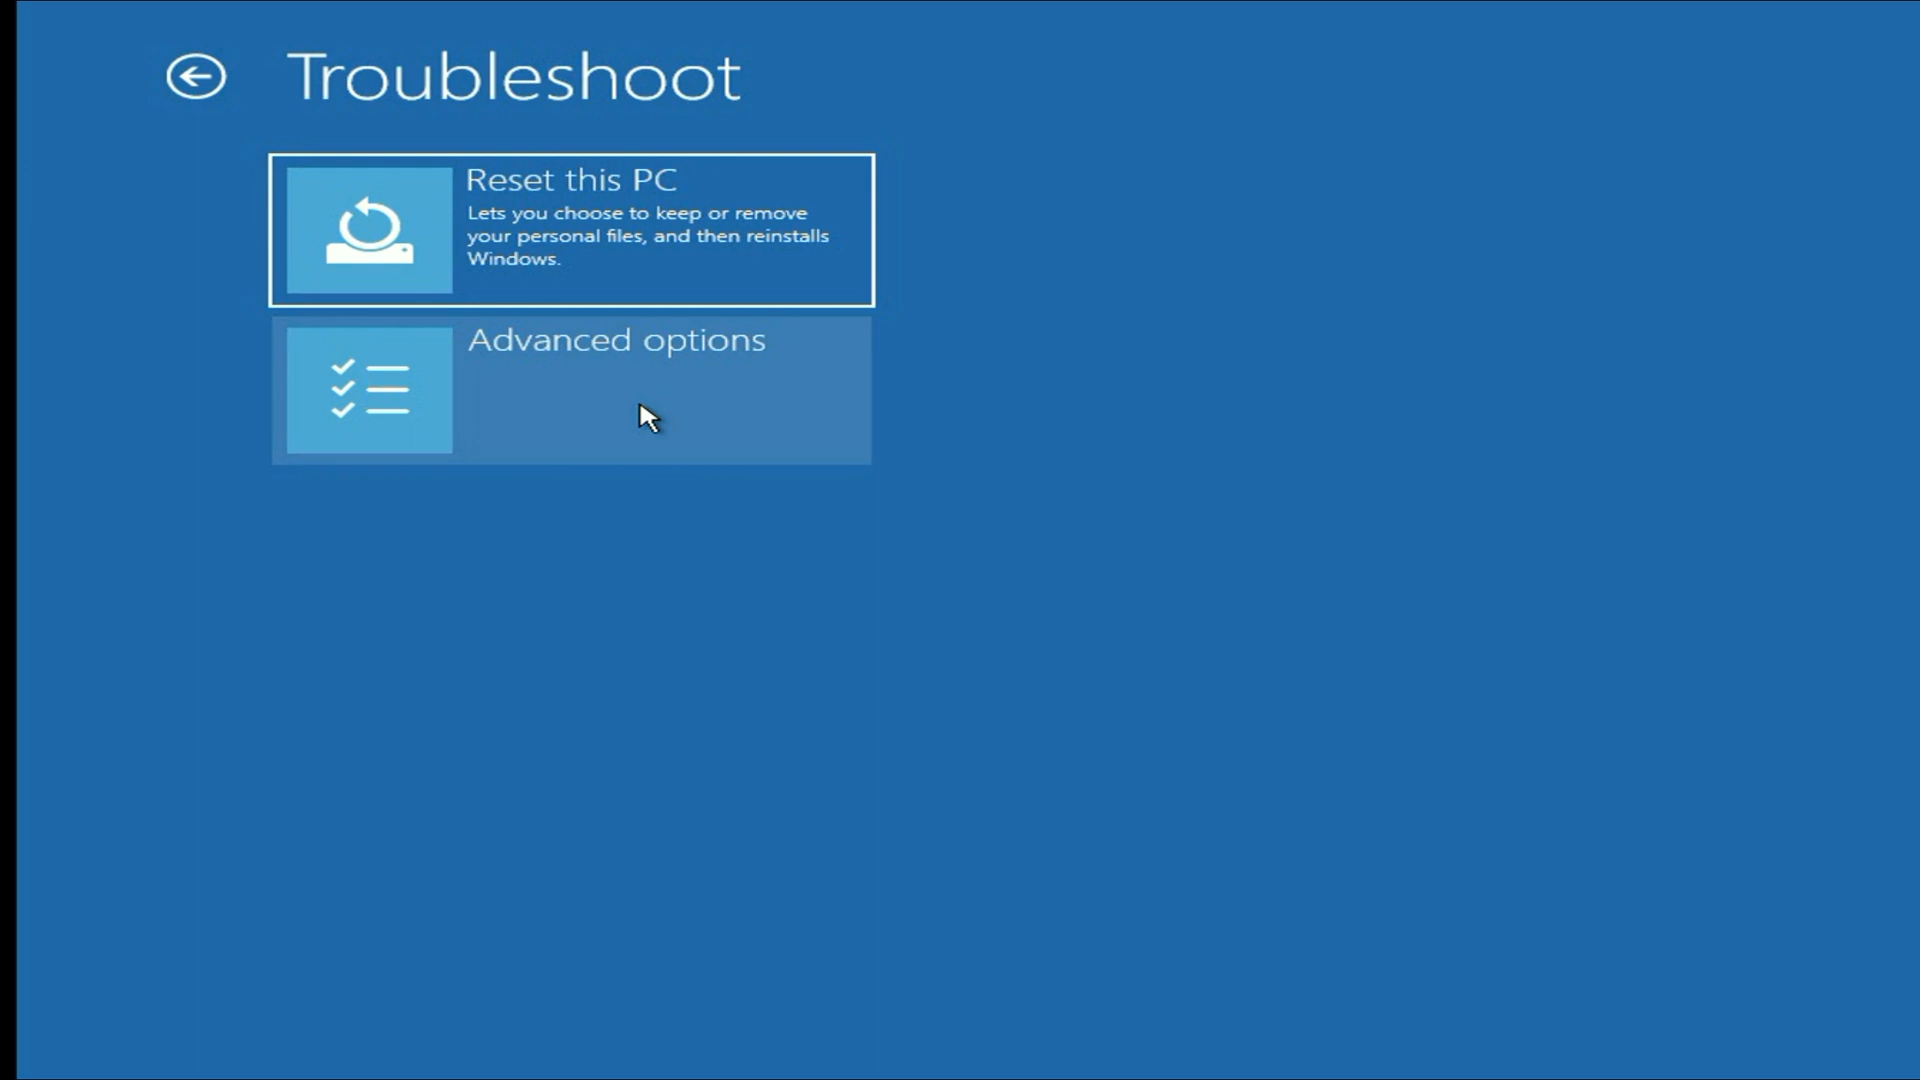 Troubleshoot
Reset this PC
Lets you choose to keep or remove
your personal files, and then reinstalls
Windows.
Advanced options